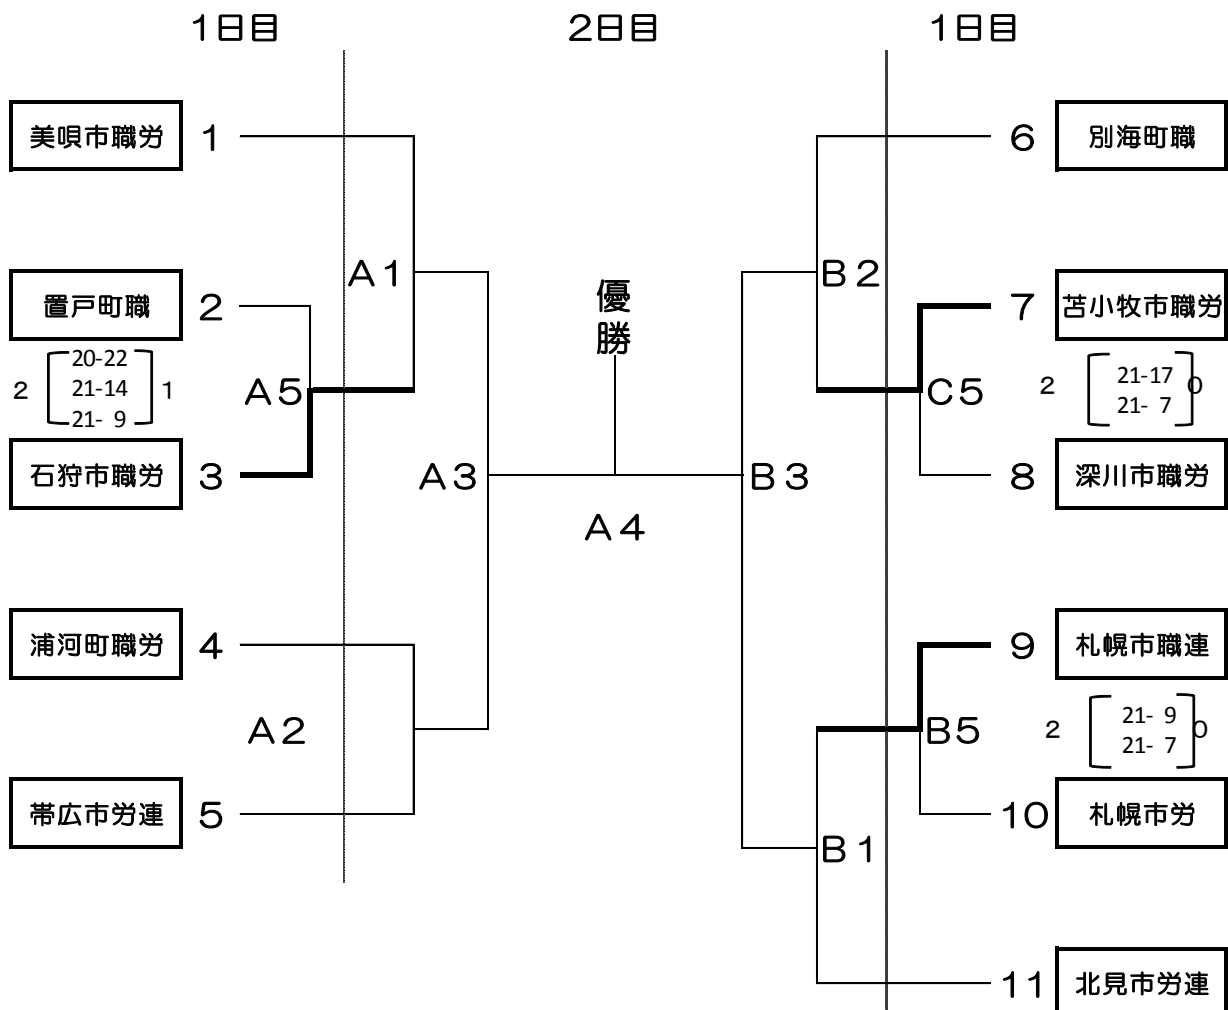 1日目
2日目
1日目
美唄市職労 1
6 別海町職
A1
B2
優
勝
置戸町職 2
7 苫小牧市職労
2 20-22 1
21-14
21- 9
A5
C5
2 21-17 0
21- 7
石狩市職労 3
A3
B3
8 深川市職労
A4
浦河町職労 4
9 札幌市職連
A2
B5
2 21- 9 0
21- 7
帯広市労連 5
10 札幌市労
B1
11 北見市労連